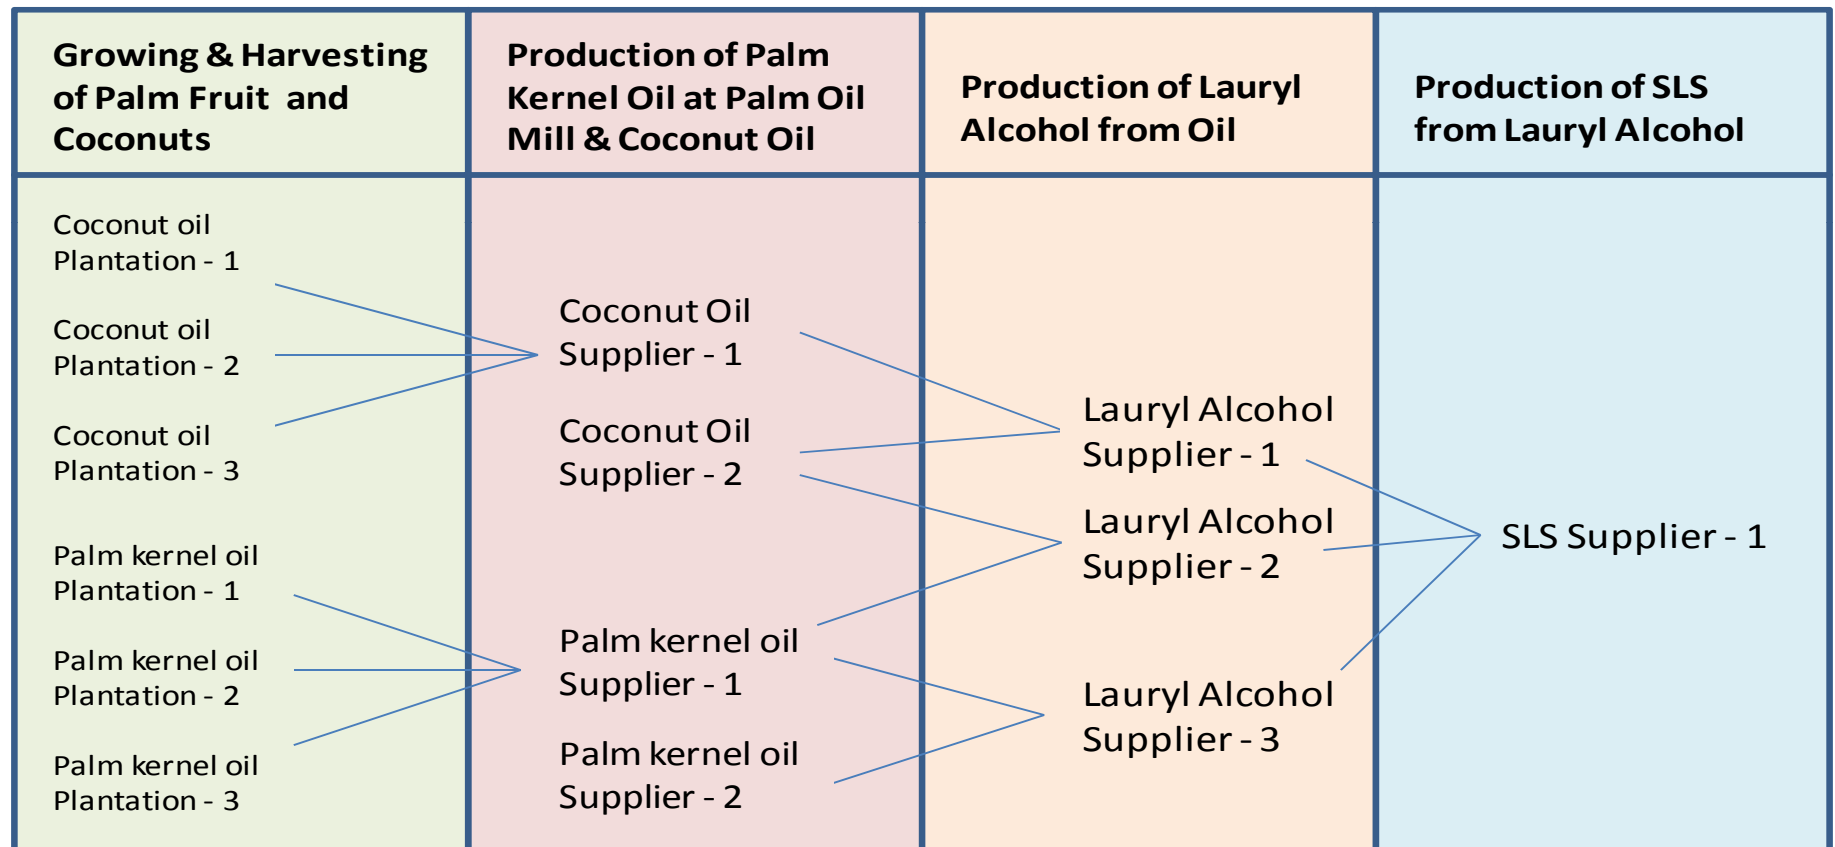 Growing & Harvesting
of Palm Fruit and
Coconuts
Production of Palm
Kernel Oil at Palm Oil
Mill & Coconut Oil
Production of Lauryl
Alcohol from Oil
Production of SLS
from Lauryl Alcohol
Coconut oil
Plantation - 1
Coconut oil
Plantation - 2
Coconut oil
Plantation - 3
Palm kernel oil
Plantation - 1
Palm kernel oil
Plantation - 2
Palm kernel oil
Plantation - 3
Coconut Oil
Supplier - 1
Coconut Oil
Supplier - 2
Palm kernel oil
Supplier - 1
Palm kernel oil
Supplier - 2
Lauryl Alcohol
Supplier - 1
Lauryl Alcohol
Supplier - 2
Lauryl Alcohol
Supplier - 3
SLS Supplier - 1